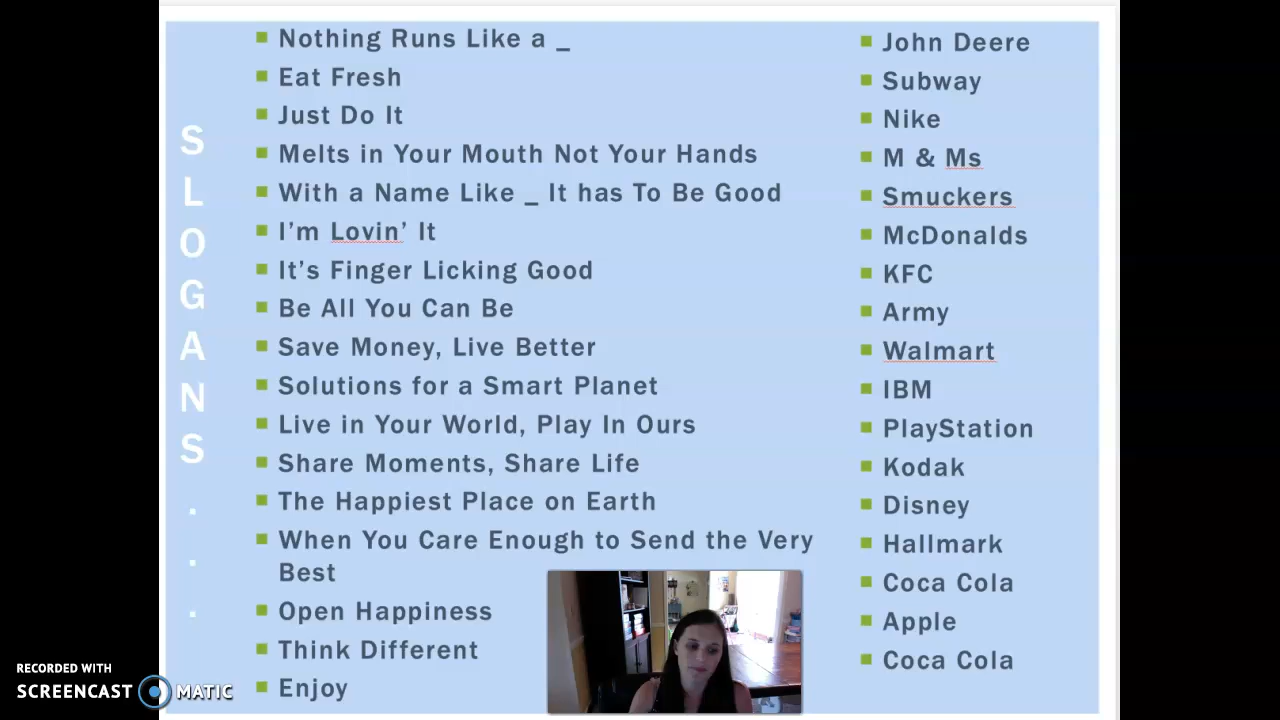 SLOGANS...
Nothing Runs Like a _
Eat Fresh
Just Do It
Melts in Your Mouth Not Your Hands
With a Name Like _ It has To Be Good
I’m Lovin’ It
It’s Finger Licking Good
Be All You Can Be
Save Money, Live Better
Solutions for a Smart Planet
Live in Your World, Play In Ours
Share Moments, Share Life
The Happiest Place on Earth
When You Care Enough to Send the Very
Best
Open Happiness
Think Different
Enjoy
John Deere
Subway
Nike
M & Ms
Smuckers
McDonalds
KFC
Army
Walmart
IBM
PlayStation
Kodak
Disney
Hallmark
Coca Cola
Apple
Coca Cola
RECORDED WITH
SCREENCAST MATIC